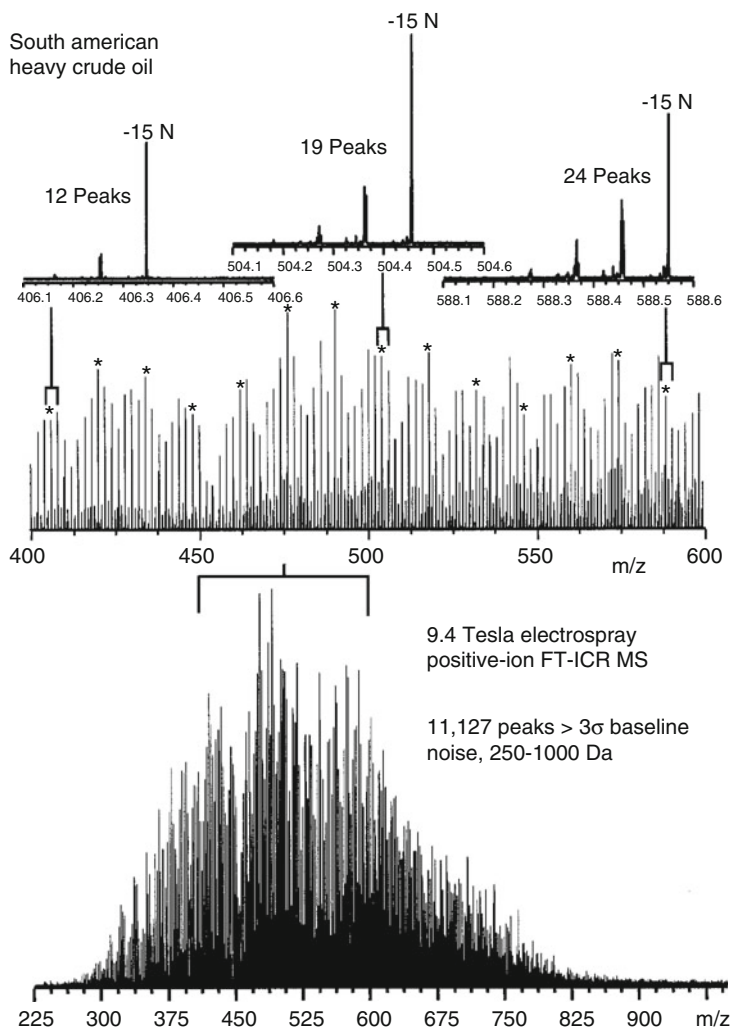 South american
heavy crude oil
-15 N
-15 N
-15 N
12 Peaks
19 Peaks
24 Peaks
406.1 406.2 406.3 406.4 406.5 406.6
504.1 504.2 504.3 504.4 504.5 504.6
588.1 588.2 588.3 588.4 588.5 588.6
* * * * * * * * * * * * *
400 450 500 550 600
m/z
9.4 Tesla electrospray
positive-ion FT-ICR MS
11,127 peaks > 3σ baseline
noise, 250-1000 Da
225 300 375 450 525 600 675 750 825 900 m/z